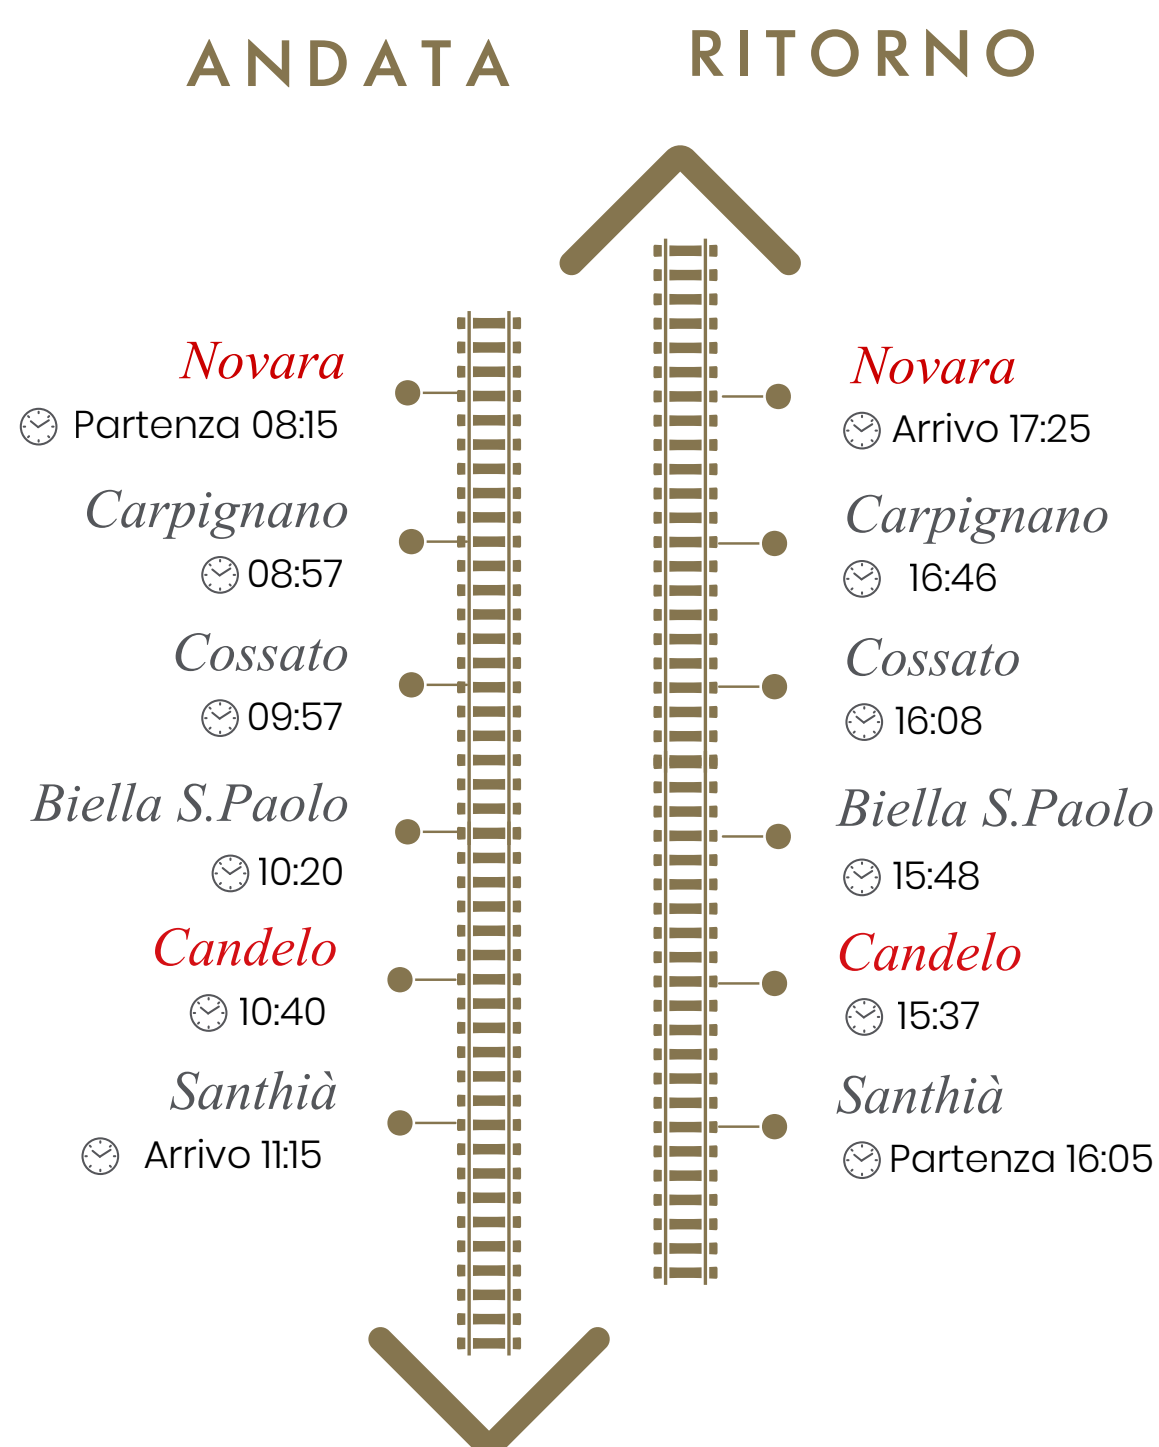 ANDATA
Novara
Partenza 08:15
Carpignano
08:57
Cossato
09:57
Biella S.Paolo
10:20
Candelo
10:40
Santhià
Arrivo 11:15
RITORNO
Novara
Arrivo 17:25
Carpignano
16:46
Cossato
16:08
Biella S.Paolo
15:48
Candelo
15:37
Santhià
Partenza 16:05